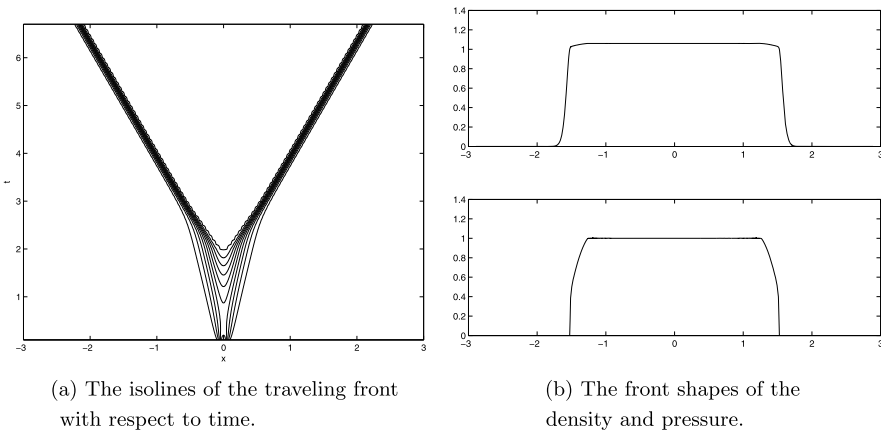 6
5
4
3
2
1
t
−3 −2 −1 0 1 2 3
x
1.4
1.2
1
0.8
0.6
0.4
0.2
0
−3 −2 −1 0 1 2 3
1.4
1.2
1
0.8
0.6
0.4
0.2
0
−3 −2 −1 0 1 2 3
(a) The isolines of the traveling front
with respect to time.
(b) The front shapes of the
density and pressure.